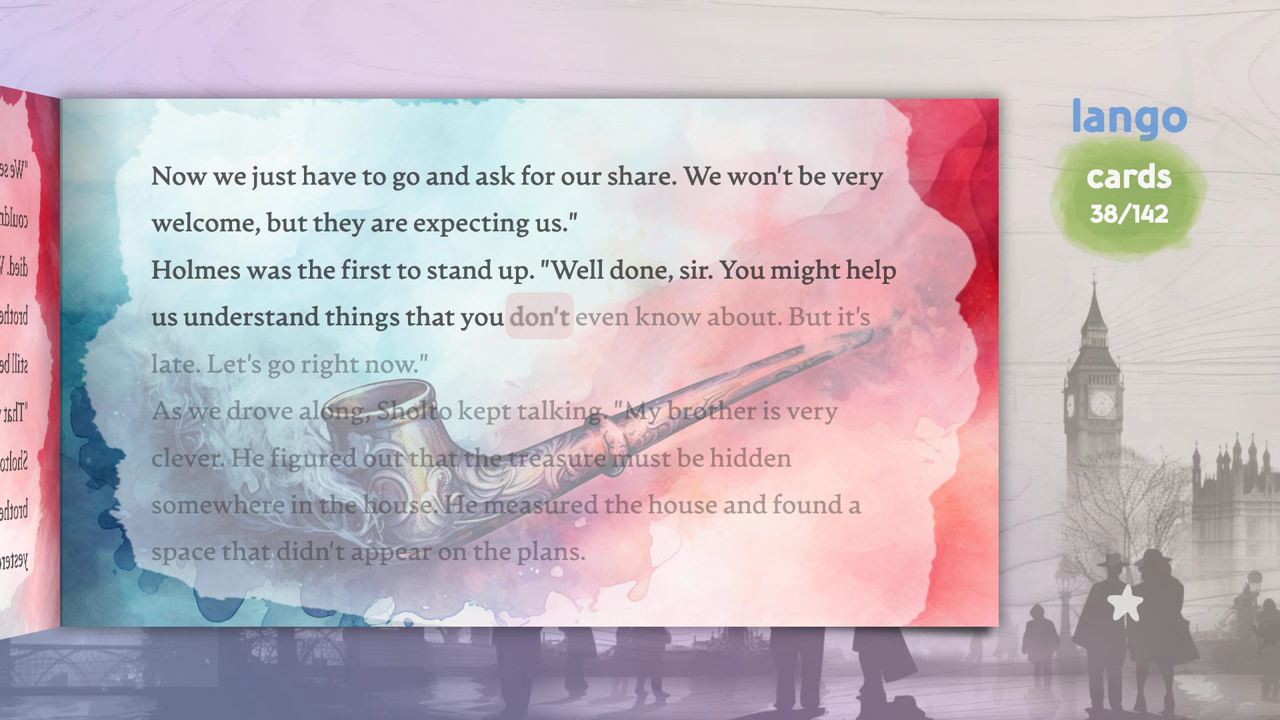 Now we just have to go and ask for our share. We won't be very
welcome, but they are expecting us."
Holmes was the first to stand up. "Well done, sir. You might help
us understand things that you don't even know about. But it's
late. Let's go right now."
As we drove along, Sholto kept talking. "My brother is very
clever. He figured out that the treasure must be hidden
somewhere in the house. He measured the house and found a
space that didn't appear on the plans.
lango
cards
38/142